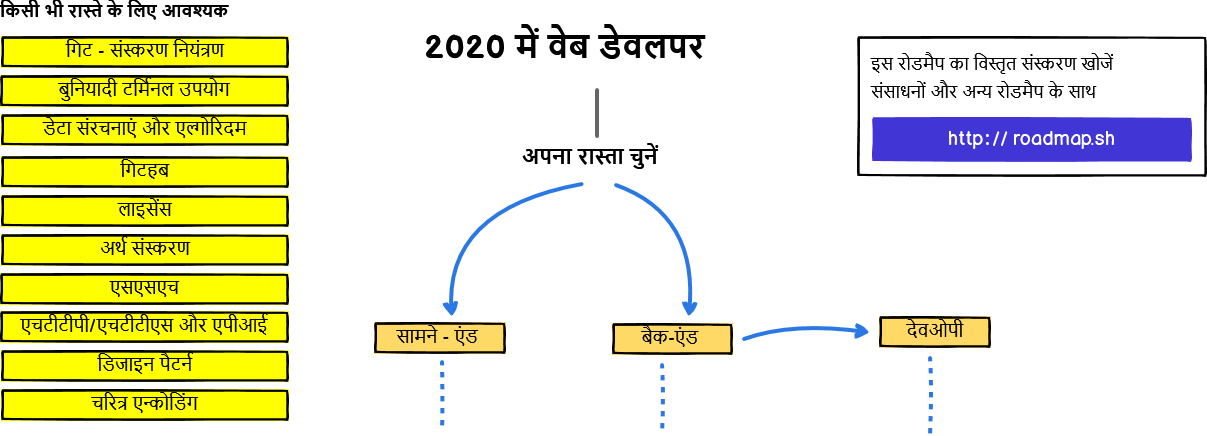 किसी भी रास्ते के लिए आवश्यक
गिट - संस्करण नियंत्रण
बुनियादी टर्मिनल उपयोग
डेटा संरचनाएं और एल्गोरिदम
गिटहब
लाइसेंस
अर्थ संस्करण
एसएसएच
एचटीटीपी/एचटीटीएस और एपीआई
डिजाइन पैटर्न
चरित्र एन्कोडिंग
2020 में वेब डेवलपर
अपना रास्ता चुनें
सामने - एंड
बैक-एंड
देवओपी
इस रोडमैप का विस्तृत संस्करण खोजें
संसाधनों और अन्य रोडमैप के साथ
http:// roadmap.sh